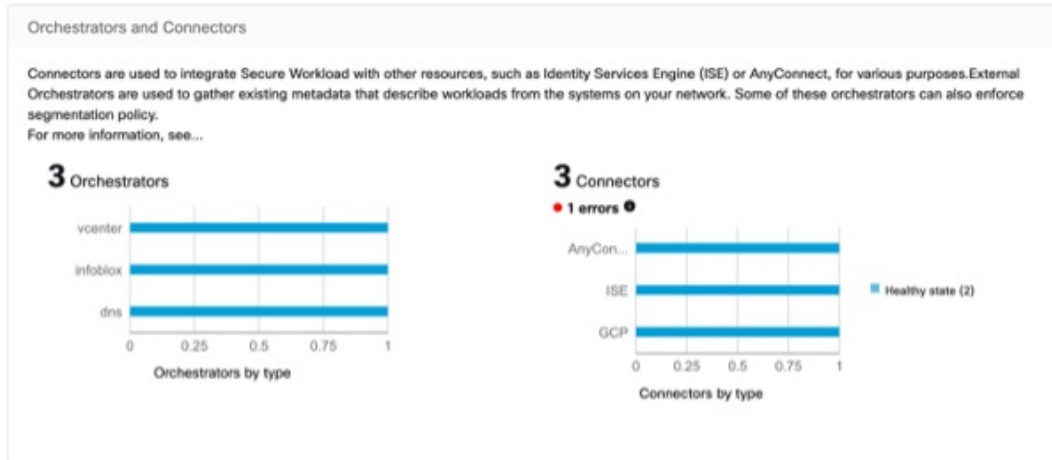 Orchestrators and Connectors
Connectors are used to integrate Secure Workload with other resources, such as Identity Services Engine (ISE) or AnyConnect, for various purposes.External
Orchestrators are used to gather existing metadata that describe workloads from the systems on your network. Some of these orchestrators can also enforce
segmentation policy.
For more information, see...
3 Orchestrators
vcenter
infoblox
dns
0 0.25 0.5 0.75 1
Orchestrators by type
3 Connectors
1 errors
AnyCon...
ISE
GCP
0 0.25 0.5 0.75 1
Connectors by type
Healthy state (2)